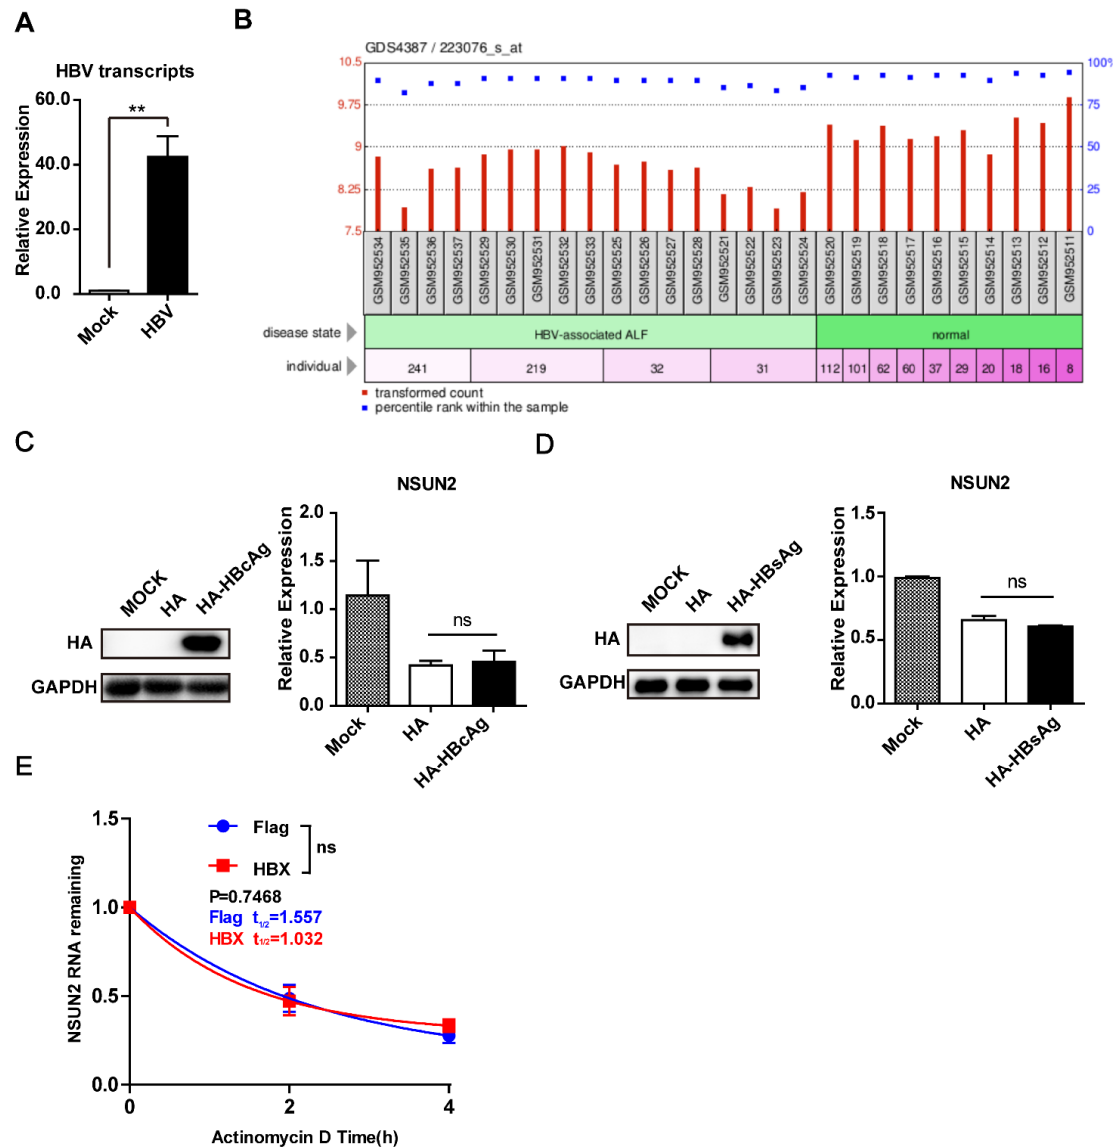 A
HBV transcripts
60.0
40.0
20.0
0.0
Relative Expression
**
Mock
HBV
B
GDS4387 / 223076_s_at
10.5
9.75
9
8.25
7.5
100%
75
50
25
0
GSM952534
GSM952535
GSM952536
GSM952537
GSM952529
GSM952530
GSM952531
GSM952532
GSM952533
GSM952525
GSM952526
GSM952527
GSM952528
GSM952521
GSM952522
GSM952523
GSM952524
GSM952520
GSM952519
GSM952518
GSM952517
GSM952516
GSM952515
GSM952514
GSM952513
GSM952512
GSM952511
disease state HBV-associated ALF normal
individual 241 219 32 31 112 101 62 60 37 29 20 18 16 8
transformed count
percentile rank within the sample
C
MOCK
HA
HA-HBcAg
HA
GAPDH
NSUN2
2.0
1.5
1.0
0.5
0.0
Relative Expression
ns
Mock
HA
HA-HBcAg
D
MOCK
HA
HA-HBsAg
HA
GAPDH
NSUN2
1.5
1.0
0.5
0.0
Relative Expression
ns
Mock
HA
HA-HBsAg
E
1.5
1.0
0.5
0.0
NSUN2 RNA remaining
Flag
HBX
ns
P=0.7468
Flag t1/2=1.557
HBX t1/2=1.032
0 2 4
Actinomycin D Time(h)